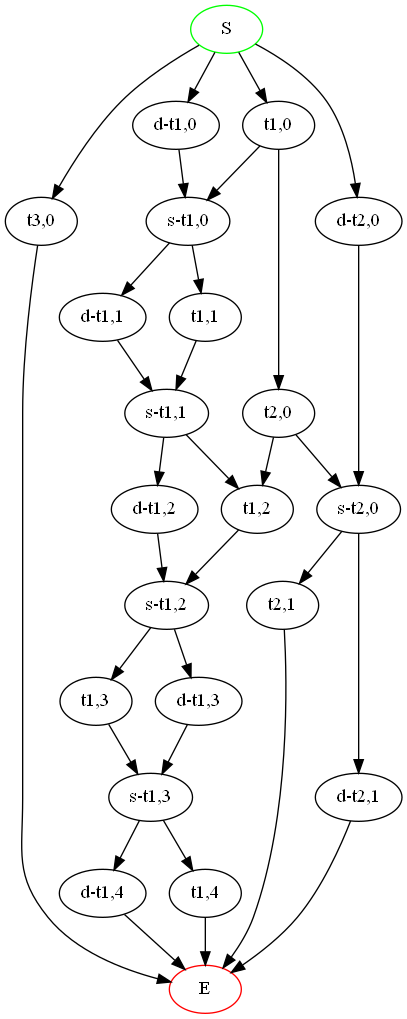 S
d-t1,0
t1,0
t3,0
s-t1,0
d-t2,0
d-t1,1
t1,1
s-t1,1
t2,0
d-t1,2
t1,2
s-t2,0
s-t1,2
t2,1
t1,3
d-t1,3
s-t1,3
d-t2,1
d-t1,4
t1,4
E